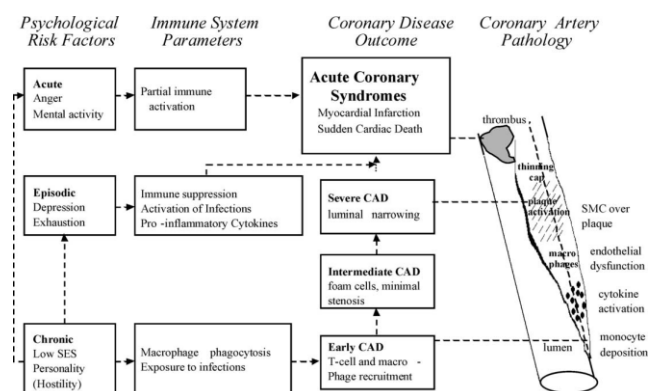 Psychological
Risk Factors
Immune System
Parameters
Coronary Disease
Outcome
Coronary Artery
Pathology
Acute
Anger
Mental activity
Partial immune
activation
Acute Coronary
Syndromes
Myocardial Infarction
Sudden Cardiac Death
Episodic
Depression
Exhaustion
Immune suppression
Activation of Infections
Pro -inflammatory Cytokines
Severe CAD
luminal narrowing
Intermediate CAD
foam cells, minimal
stenosis
Chronic
Low SES
Personality
(Hostility)
Macrophage phagocytosis
Exposure to infections
Early CAD
T-cell and macro -
Phage recruitment
thrombus
thinning
cap
plaque
activation
macro
phages
lumen
SMC over
plaque
endothelial
dysfunction
cytokine
activation
monocyte
deposition